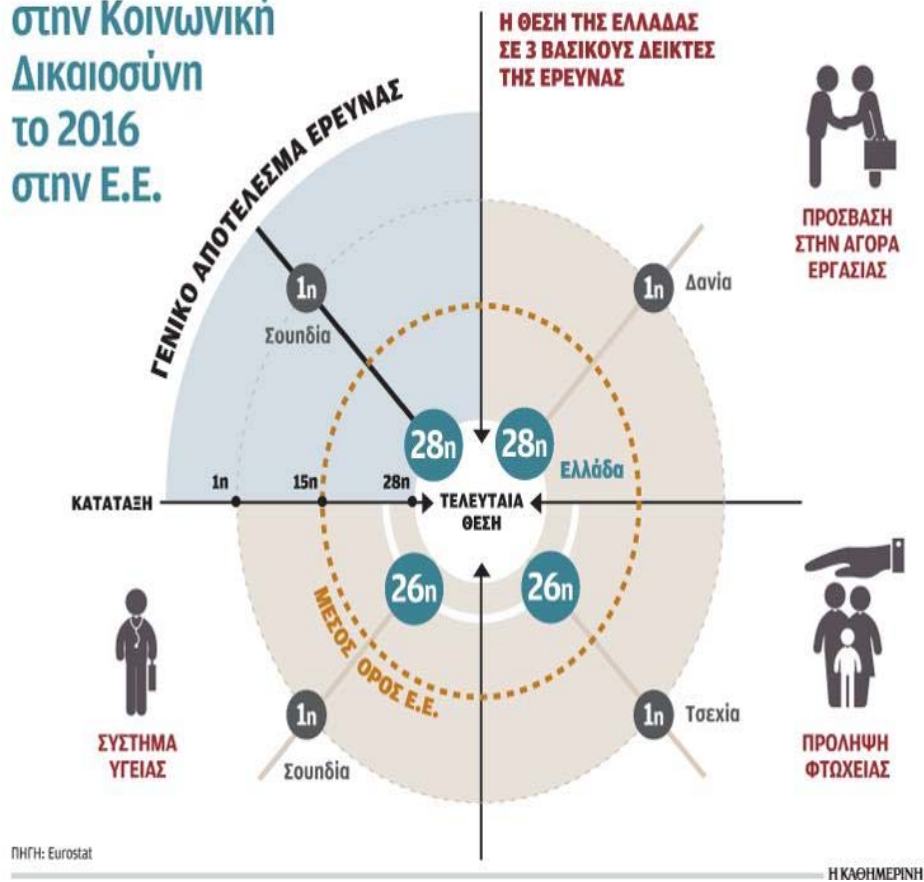 στην Κοινωνική
Δικαιοσύνη
το 2016
στην Ε.Ε.
Η ΘΕΣΗ ΤΗΣ ΕΛΛΑΔΑΣ
ΣΕ 3 ΒΑΣΙΚΟΥΣ ΔΕΙΚΤΕΣ
ΤΗΣ ΕΡΕΥΝΑΣ
ΓΕΝΙΚΟ ΑΠΟΤΕΛΕΣΜΑ ΕΡΕΥΝΑΣ
1η
Σουηδία
1η
Δανία
ΠΡΟΣΒΑΣΗ
ΣΤΗΝ ΑΓΟΡΑ
ΕΡΓΑΣΙΑΣ
28η
28η
Ελλάδα
ΚΑΤΑΤΑΞΗ
1η
15η
28η
ΤΕΛΕΥΤΑΙΑ
ΘΕΣΗ
26η
26η
ΜΕΣΟΣ ΟΡΟΣ Ε.Ε.
1η
Σουηδία
1η
Τσεχία
ΣΥΣΤΗΜΑ
ΥΓΕΙΑΣ
ΠΡΟΛΗΨΗ
ΦΤΩΧΕΙΑΣ
ΠΗΓΗ: Eurostat
Η ΚΑΘΗΜΕΡΙΝΗ